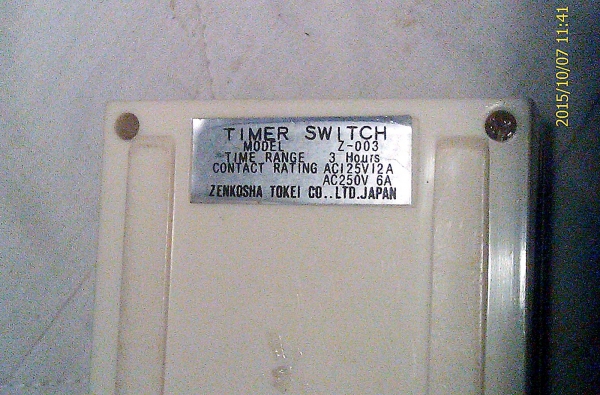 TIMER SWITCH
MODEL Z-003
TIME RANGE 3 Hours
CONTACT RATING AC125V12A
AC250V 6A
ZENKOSHA TOKEI CO.,LTD.JAPAN
2015/10/07 11:41